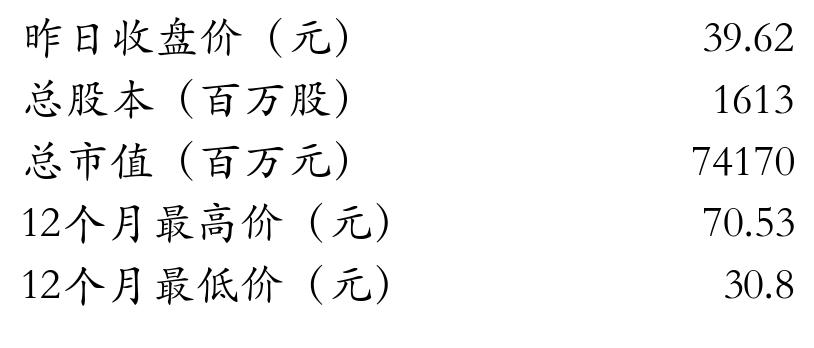 昨日收盘价（元） 39.62
总股本（百万股） 1613
总市值（百万元） 74170
12个月最高价（元） 70.53
12个月最低价（元） 30.8